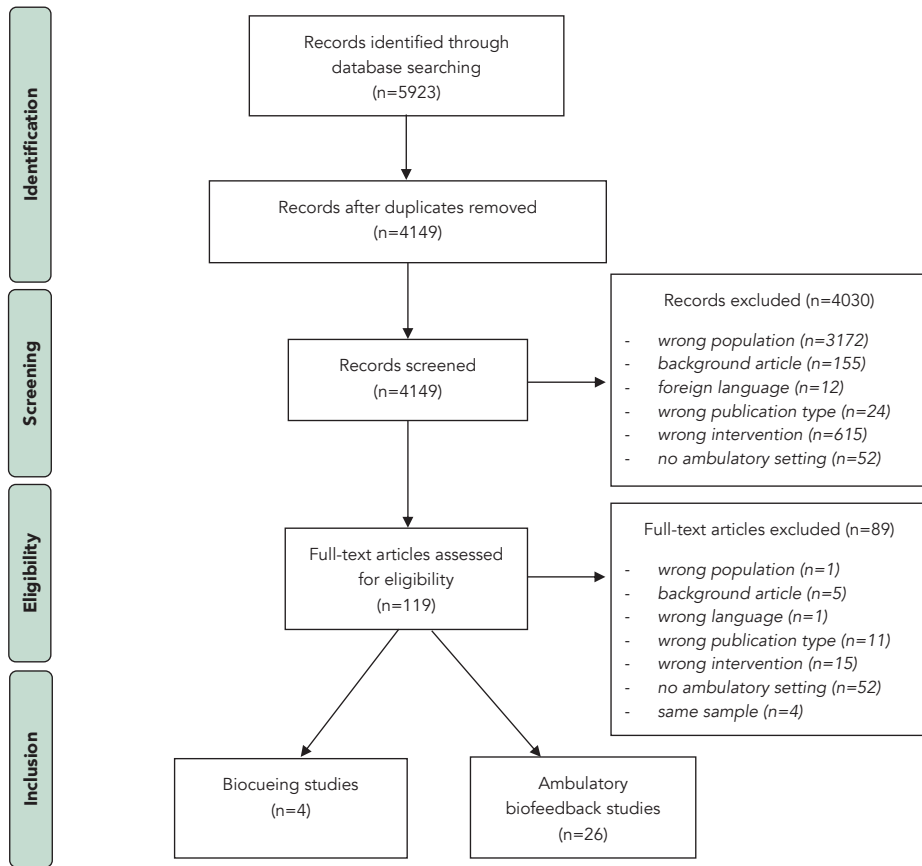 Identification
Records identified through
database searching
(n=5923)
Records after duplicates removed
(n=4149)
Screening
Records screened
(n=4149)
Records excluded (n=4030)
- wrong population (n=3172)
- background article (n=155)
- foreign language (n=12)
- wrong publication type (n=24)
- wrong intervention (n=615)
- no ambulatory setting (n=52)
Eligibility
Full-text articles assessed
for eligibility
(n=119)
Full-text articles excluded (n=89)
- wrong population (n=1)
- background article (n=5)
- wrong language (n=1)
- wrong publication type (n=11)
- wrong intervention (n=15)
- no ambulatory setting (n=52)
- same sample (n=4)
Inclusion
Biocueing studies
(n=4)
Ambulatory
biofeedback studies
(n=26)